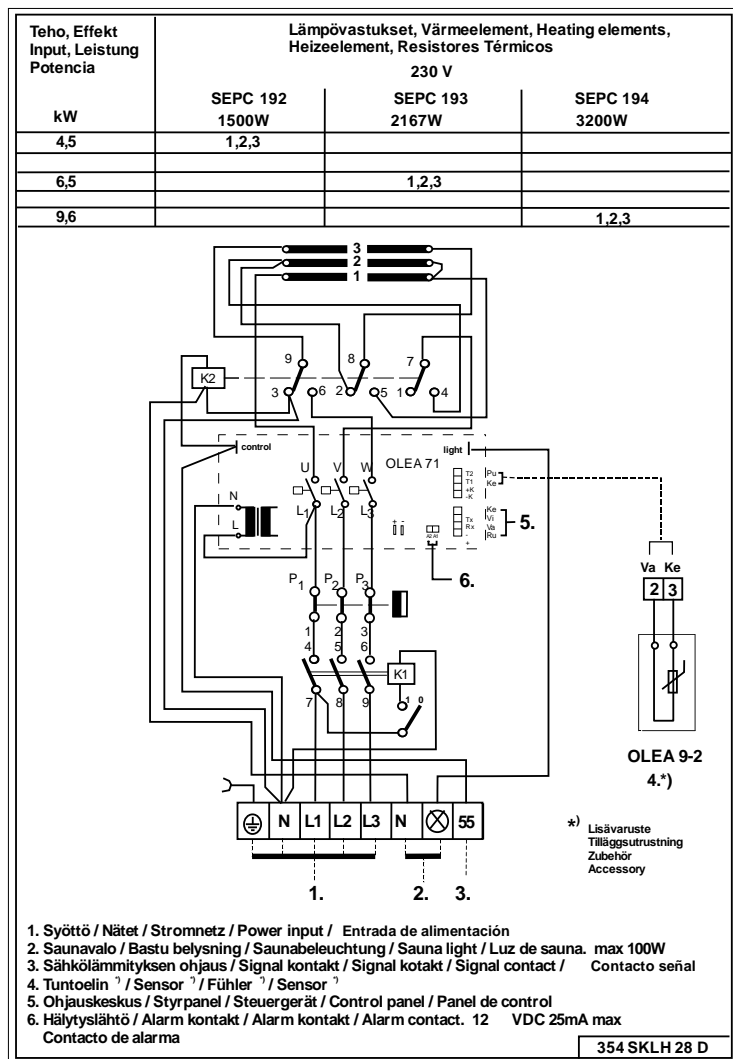 Teho, Effekt
Input, Leistung
Potencia
kW
Lämpövastukset, Värmeelement, Heating elements,
Heizeelement, Resistores Térmicos
230 V
SEPC 192 SEPC 193 SEPC 194
1500W 2167W 3200W
4,5 1,2,3
6,5 1,2,3
9,6 1,2,3
3
2
1
9 8 7
K2
3 6 2 5 1 4
control light
OLEA 71
U V W
N
L
L1 L2 L3
T2
T1
+K
-K
Pu
Ke
Tx
Rx
-
+
Ke
Vi
Va
Ru
5.
+ -
A2 A1
6.
P1 P2 P3
1 2 3
4 5 6
K1
7 8 9
1 0
Va Ke
2 3
OLEA 9-2
4.*)
N L1 L2 L3 N 55
1. 2. 3.
*) Lisävaruste
Tilläggsutrustning
Zubehör
Accessory
1. Syöttö / Nätet / Stromnetz / Power input / Entrada de alimentación
2. Saunavalo / Bastu belysning / Saunabeleuchtung / Sauna light / Luz de sauna. max 100W
3. Sähkölämmityksen ohjaus / Signal kontakt / Signal kotakt / Signal contact / Contacto señal
4. Tuntoelin *) / Sensor *) / Fühler *) / Sensor *)
5. Ohjauskeskus / Styrpanel / Steuergerät / Control panel / Panel de control
6. Hälytyslähtö / Alarm kontakt / Alarm kontakt / Alarm contact. 12 VDC 25mA max
Contacto de alarma
354 SKLH 28 D